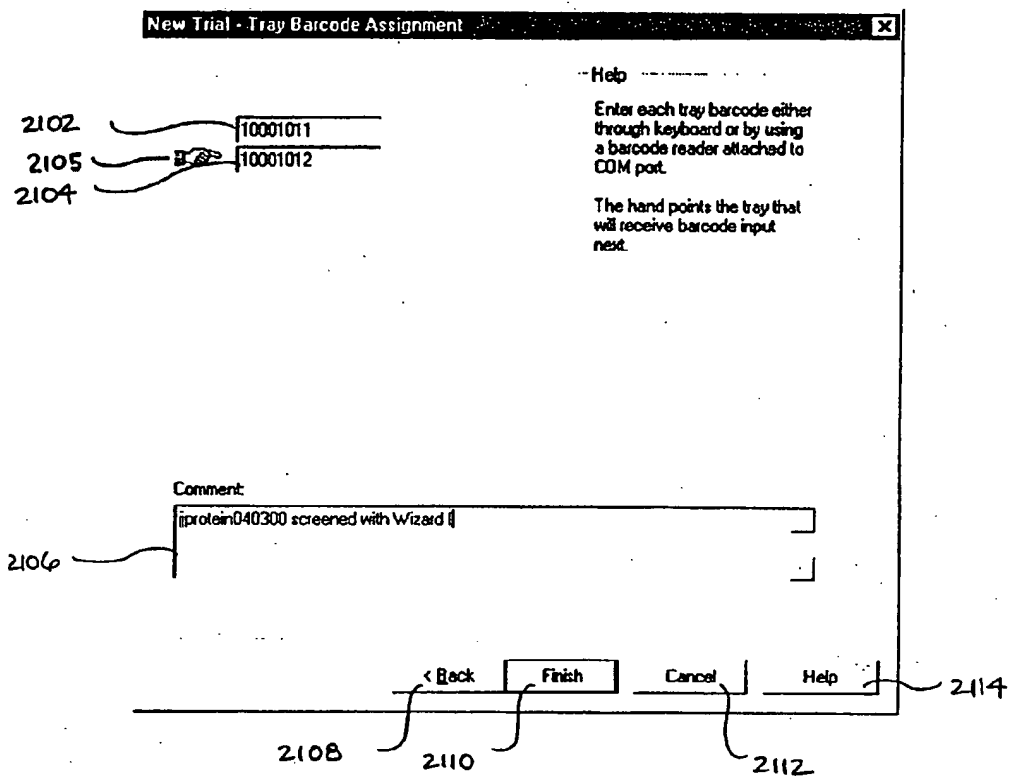 New Trial - Tray Barcode Assignment
Help
Enter each tray barcode either
through keyboard or by using
a barcode reader attached to
COM port.
The hand points the tray that
will receive barcode input
next.
2102
10001011
2105
10001012
2104
Comment:
jprotein040300 screened with Wizard I
2106
< Back
Finish
Cancel
Help
2114
2108
2110
2112